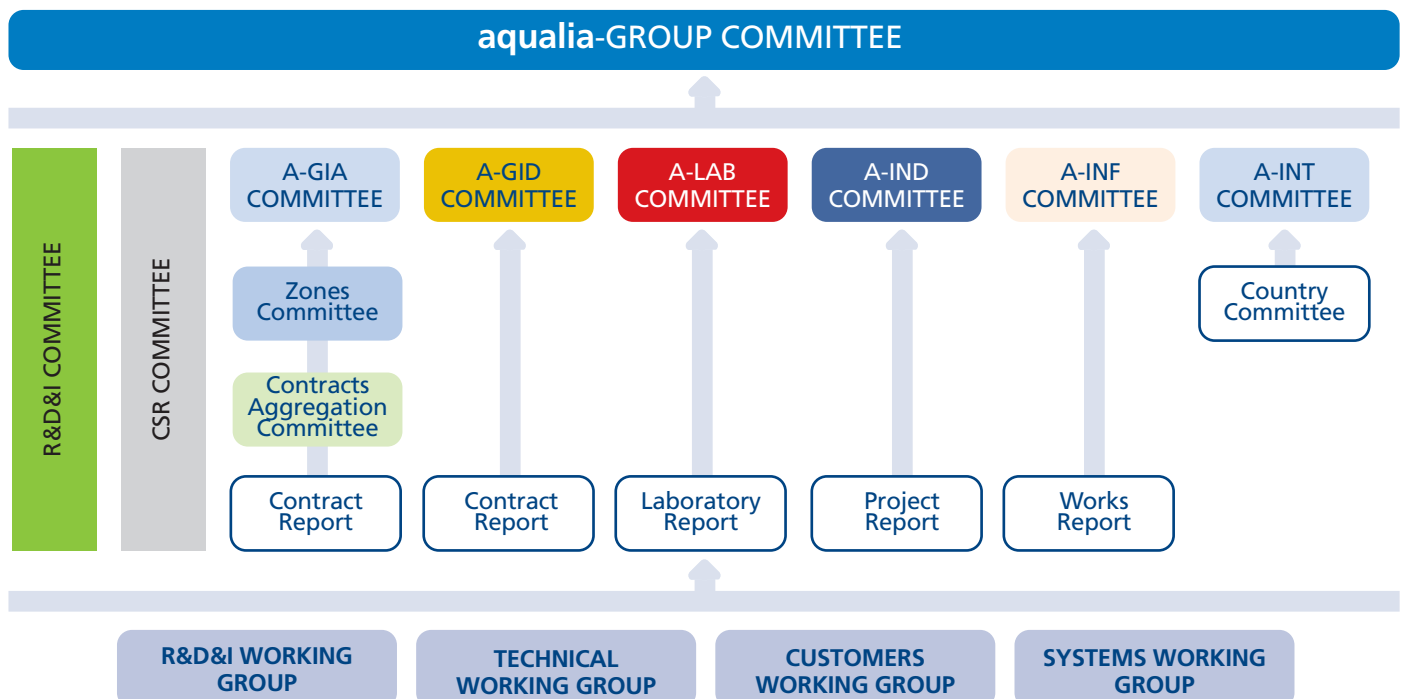 aqualia-GROUP COMMITTEE
R&D&I COMMITTEE
CSR COMMITTEE
A-GIA
COMMITTEE
A-GID
COMMITTEE
A-LAB
COMMITTEE
A-IND
COMMITTEE
A-INF
COMMITTEE
A-INT
COMMITTEE
Zones
Committee
Country
Committee
Contracts
Aggregation
Committee
Contract
Report
Contract
Report
Laboratory
Report
Project
Report
Works
Report
R&D&I WORKING
GROUP
TECHNICAL
WORKING GROUP
CUSTOMERS
WORKING GROUP
SYSTEMS WORKING
GROUP